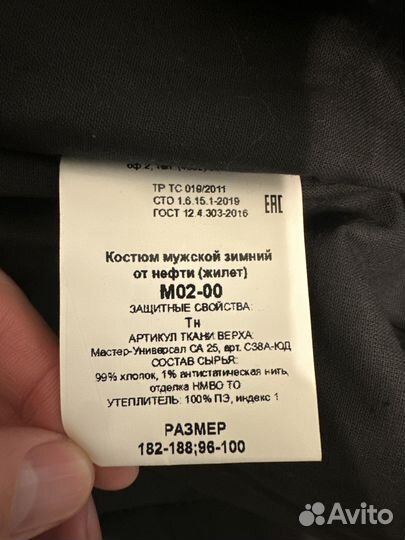 ТР ТС 019/2011
СТО 1.6.15.1-2019
ГОСТ 12.4.303-2016
EAC
Костюм мужской зимний
от нефти (жилет)
М02-00
ЗАЩИТНЫЕ СВОЙСТВА:
Тн
АРТИКУЛ ТКАНИ ВЕРХА:
Мастер-Универсал СА 25, арт. С38А-ЮД
СОСТАВ СЫРЬЯ:
99% хлопок, 1% антистатическая нить,
отделка НМВО ТО
УТЕПЛИТЕЛЬ: 100% ПЭ, индекс 1
РАЗМЕР
182-188;96-100
Avito